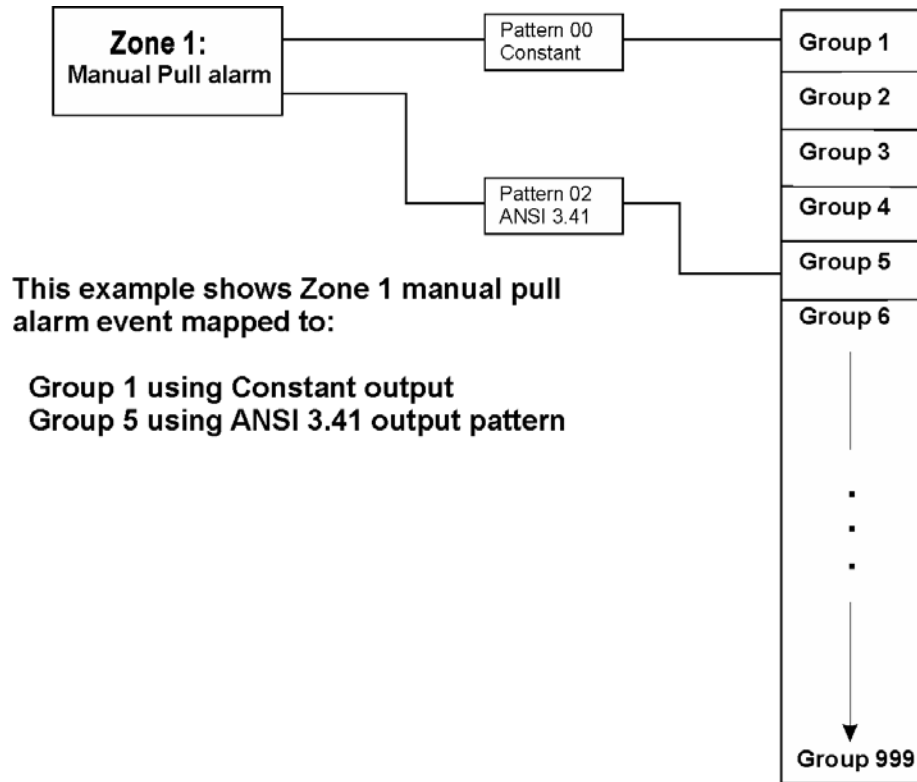 Zone 1:
Manual Pull alarm
Pattern 00
Constant
Group 1
Group 2
Group 3
Pattern 02
ANSI 3.41
Group 4
Group 5
Group 6
This example shows Zone 1 manual pull
alarm event mapped to:
Group 1 using Constant output
Group 5 using ANSI 3.41 output pattern
Group 999